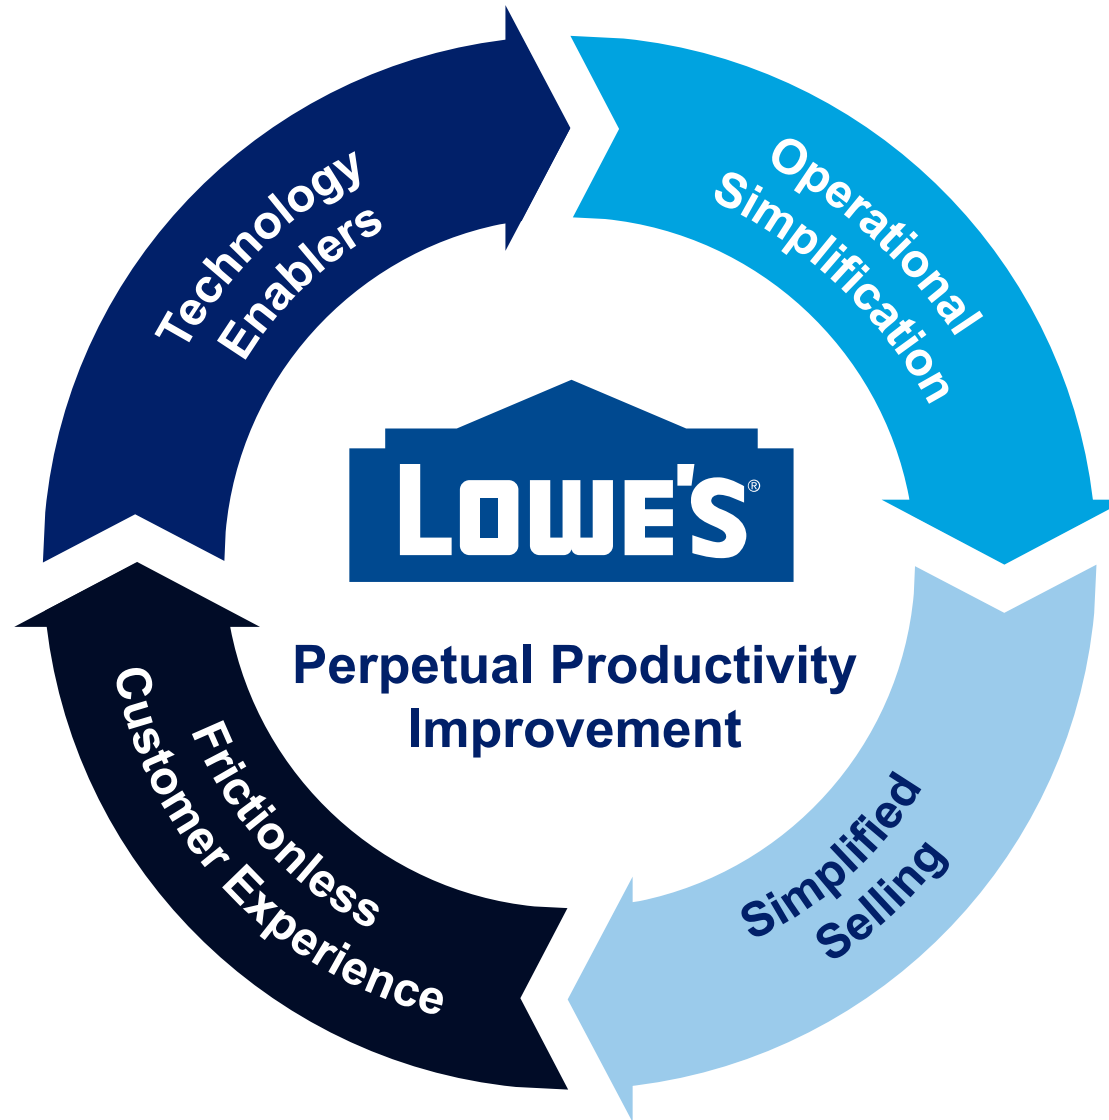 Technology
Enablers
Operational
Simplification
LOWE'S®
Perpetual Productivity
Improvement
Simplified
Selling
Frictionless
Customer Experience